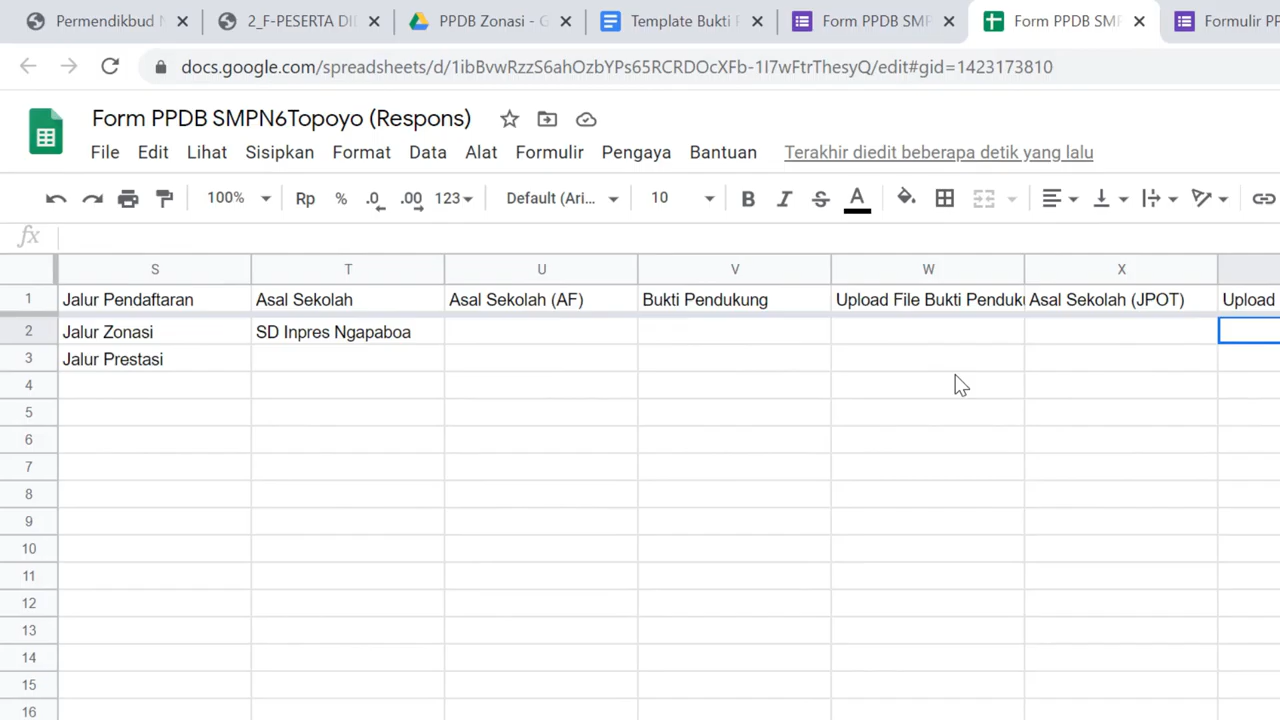 Permendikbud
2_F-PESERTA DI
PPDB Zonasi - G
Template Bukti
Form PPDB SMP
Form PPDB SMP
Formulir PP
docs.google.com/spreadsheets/d/1ibBvwRzzS6ahOzbYPs65RCRDOcXFb-1I7wFtrThesyQ/edit#gid=1423173810
Form PPDB SMPN6Topoyo (Respons)
File Edit Lihat Sisipkan Format Data Alat Formulir Pengaya Bantuan Terakhir diedit beberapa detik yang lalu
100% Rp % .0 .00 123 Default (Ari... 10 B I S A
fx
S T U V W X
1 Jalur Pendaftaran Asal Sekolah Asal Sekolah (AF) Bukti Pendukung Upload File Bukti Penduku Asal Sekolah (JPOT) Upload
2 Jalur Zonasi SD Inpres Ngapaboa
3 Jalur Prestasi
4
5
6
7
8
9
10
11
12
13
14
15
16